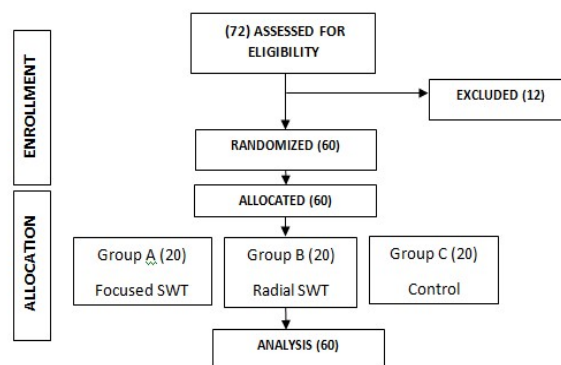 ENROLLMENT
(72) ASSESSED FOR
ELIGIBILITY
EXCLUDED (12)
RANDOMIZED (60)
ALLOCATION
ALLOCATED (60)
Group A (20)
Focused SWT
Group B (20)
Radial SWT
Group C (20)
Control
ANALYSIS (60)